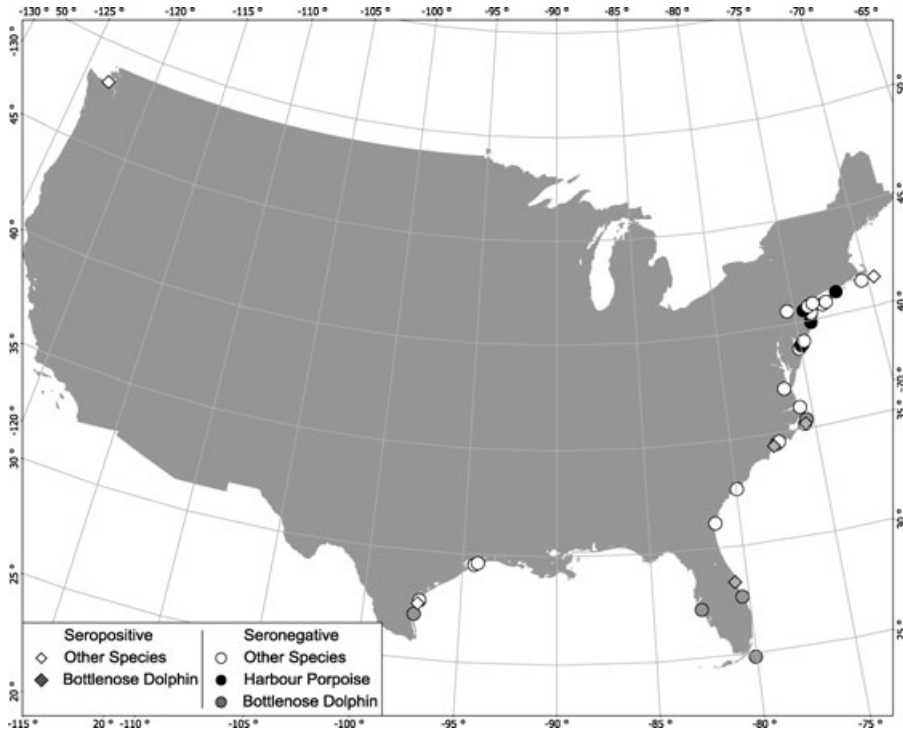 -130 ° 50 ° -125 ° -120 ° -110 ° -105 ° -100 ° -95 ° -90 ° -85 ° -80 ° -75 ° -70 ° -65 °
-130 °
45 °
40 °
35 °
-120 °
30 °
25 °
20 °
50 °
45 °
40 °
-70 °
35 °
30 °
25 °
Seropositive Seronegative
Other Species Other Species
Bottlenose Dolphin Harbour Porpoise
Bottlenose Dolphin
-115 ° 20 ° -110 ° -105 ° -100 ° -95 ° -90 ° -85 ° -80 ° -75 °